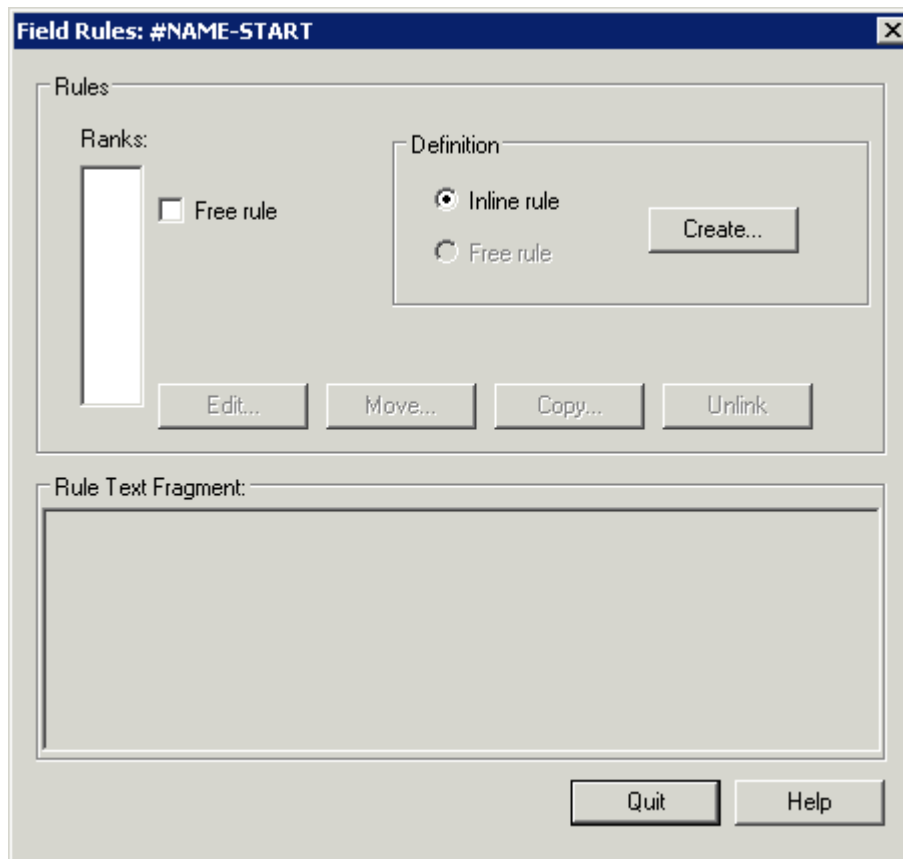 Field Rules: #NAME-START
Rules
Ranks:
Free rule
Definition
Inline rule
Free rule
Create...
Edit... Move... Copy... Unlink
Rule Text Fragment:
Quit Help